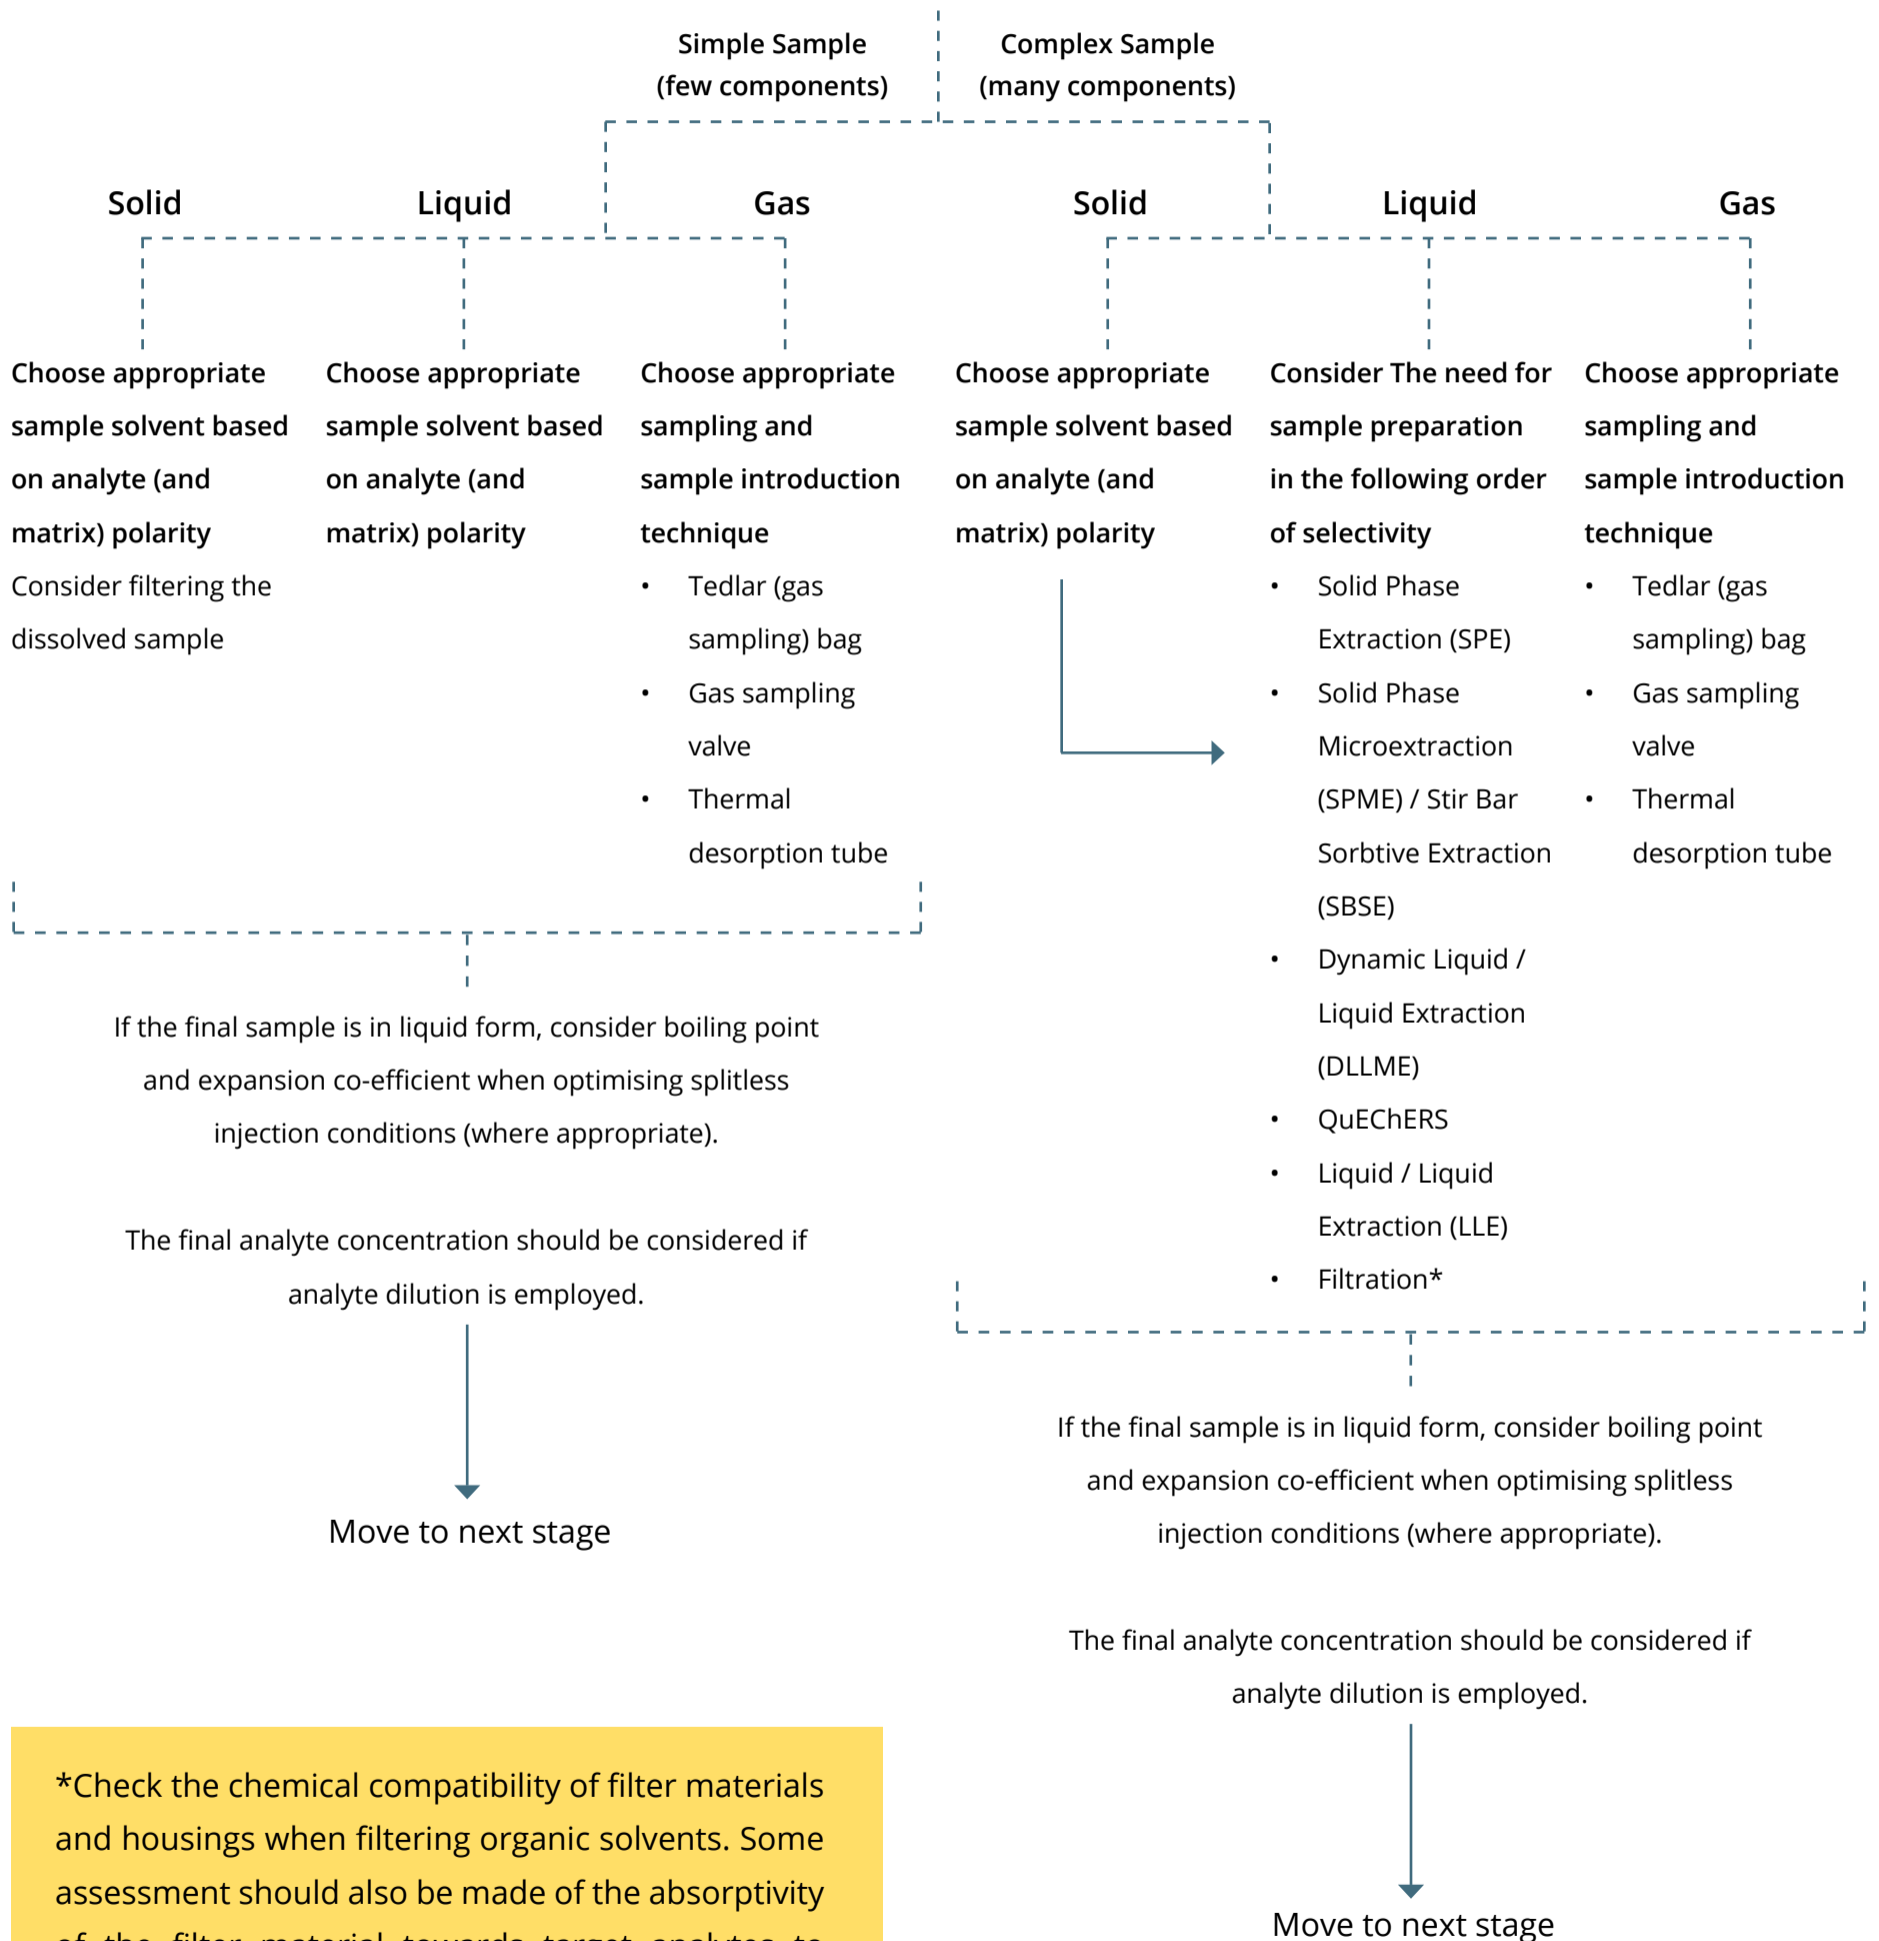 Simple Sample
(few components)
Complex Sample
(many components)
Solid
Liquid
Gas
Solid
Liquid
Gas
Choose appropriate
sample solvent based
on analyte (and
matrix) polarity
Consider filtering the
dissolved sample
Choose appropriate
sample solvent based
on analyte (and
matrix) polarity
Choose appropriate
sampling and
sample introduction
technique
• Tedlar (gas
sampling) bag
• Gas sampling
valve
• Thermal
desorption tube
Choose appropriate
sample solvent based
on analyte (and
matrix) polarity
Consider The need for
sample preparation
in the following order
of selectivity
• Solid Phase
Extraction (SPE)
• Solid Phase
Microextraction
(SPME) / Stir Bar
Sorbtive Extraction
(SBSE)
• Dynamic Liquid /
Liquid Extraction
(DLLME)
• QuEChERS
• Liquid / Liquid
Extraction (LLE)
• Filtration*
Choose appropriate
sampling and
sample introduction
technique
• Tedlar (gas
sampling) bag
• Gas sampling
valve
• Thermal
desorption tube
If the final sample is in liquid form, consider boiling point
and expansion co-efficient when optimising splitless
injection conditions (where appropriate).
The final analyte concentration should be considered if
analyte dilution is employed.
Move to next stage
If the final sample is in liquid form, consider boiling point
and expansion co-efficient when optimising splitless
injection conditions (where appropriate).
The final analyte concentration should be considered if
analyte dilution is employed.
Move to next stage
*Check the chemical compatibility of filter materials
and housings when filtering organic solvents. Some
assessment should also be made of the absorptivity
of the filter material towards target analytes to